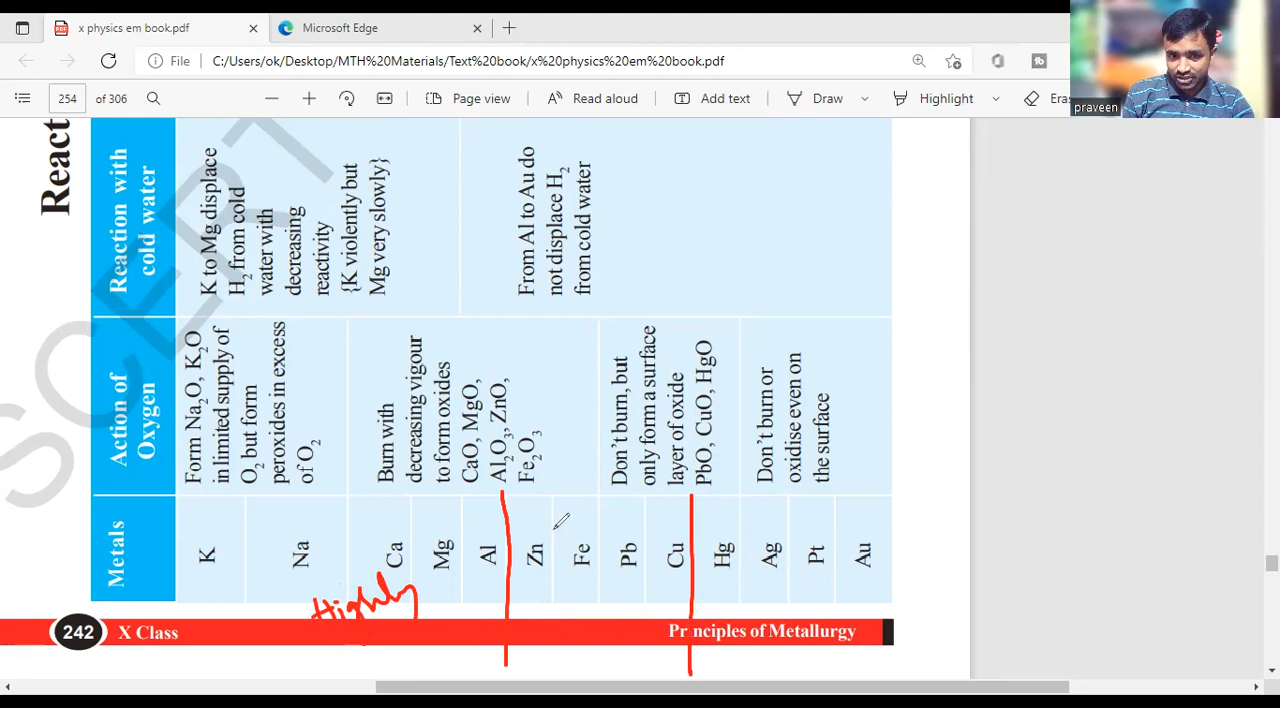 x physics em book.pdf
Microsoft Edge
File
C:/Users/ok/Desktop/MTH%20Materials/Text%20book/x%20physics%20em%20book.pdf
254
of 306
Page view
Read aloud
Add text
Draw
Highlight
Eras
praveen
React
Reaction with
cold water
K to Mg displace
H2 from cold
water with
decreasing
reactivity
{K violently but
Mg very slowly}
From Al to Au do
not displace H2
from cold water
Action of
Oxygen
Form Na2O, K2O
in limited supply of
O2 but form
peroxides in excess
of O2
Burn with
decreasing vigour
to form oxides
CaO, MgO,
Al2O3, ZnO,
Fe2O3
Don't burn, but
only form a surface
layer of oxide
PbO, CuO, HgO
Don't burn or
oxidise even on
the surface
Metals
K
Na
Ca
Mg
Al
Zn
Fe
Pb
Cu
Hg
Ag
Pt
Au
Highly
242
X Class
Principles of Metallurgy
SCERT